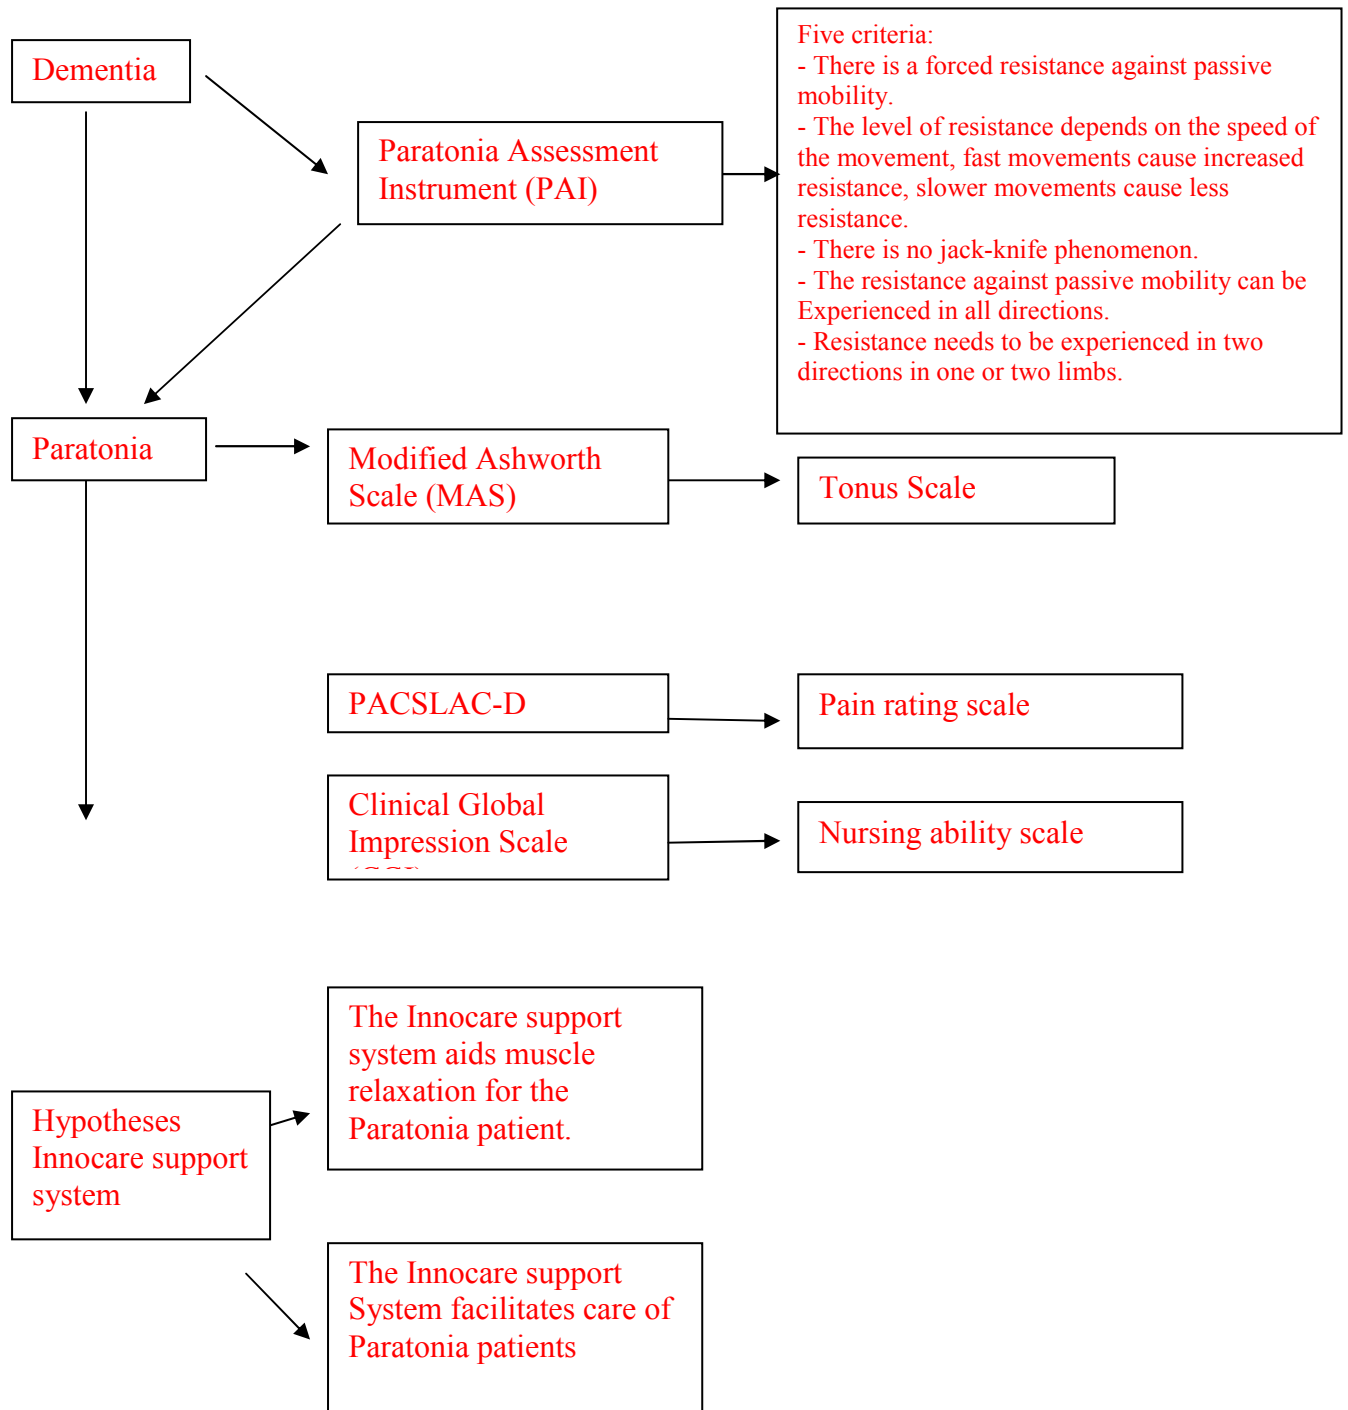 Dementia
Paratonia Assessment
Instrument (PAI)
Five criteria:
- There is a forced resistance against passive
mobility.
- The level of resistance depends on the speed of
the movement, fast movements cause increased
resistance, slower movements cause less
resistance.
- There is no jack-knife phenomenon.
- The resistance against passive mobility can be
Experienced in all directions.
- Resistance needs to be experienced in two
directions in one or two limbs.
Paratonia
Modified Ashworth
Scale (MAS)
Tonus Scale
PACSLAC-D
Pain rating scale
Clinical Global
Impression Scale
Nursing ability scale
Hypotheses
Innocare support
system
The Innocare support
system aids muscle
relaxation for the
Paratonia patient.
The Innocare support
System facilitates care of
Paratonia patients